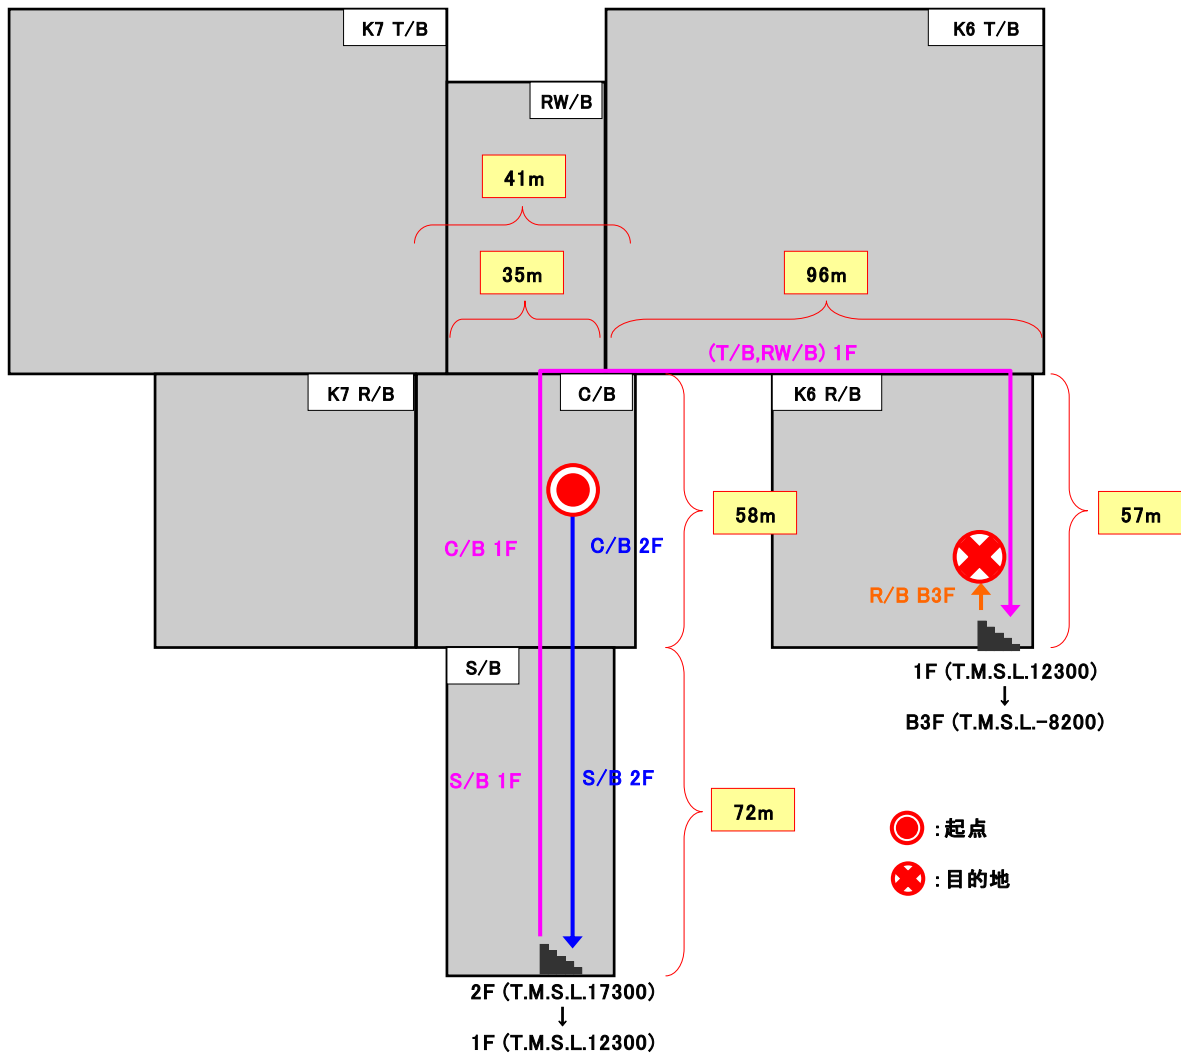 K7 T/B
K6 T/B
RW/B
41m
35m
96m
(T/B,RW/B) 1F
K7 R/B
C/B
K6 R/B
58m
57m
C/B 1F
C/B 2F
R/B B3F
S/B
1F (T.M.S.L.12300)
↓
B3F (T.M.S.L.-8200)
S/B 1F
S/B 2F
72m
：起点
：目的地
2F (T.M.S.L.17300)
↓
1F (T.M.S.L.12300)